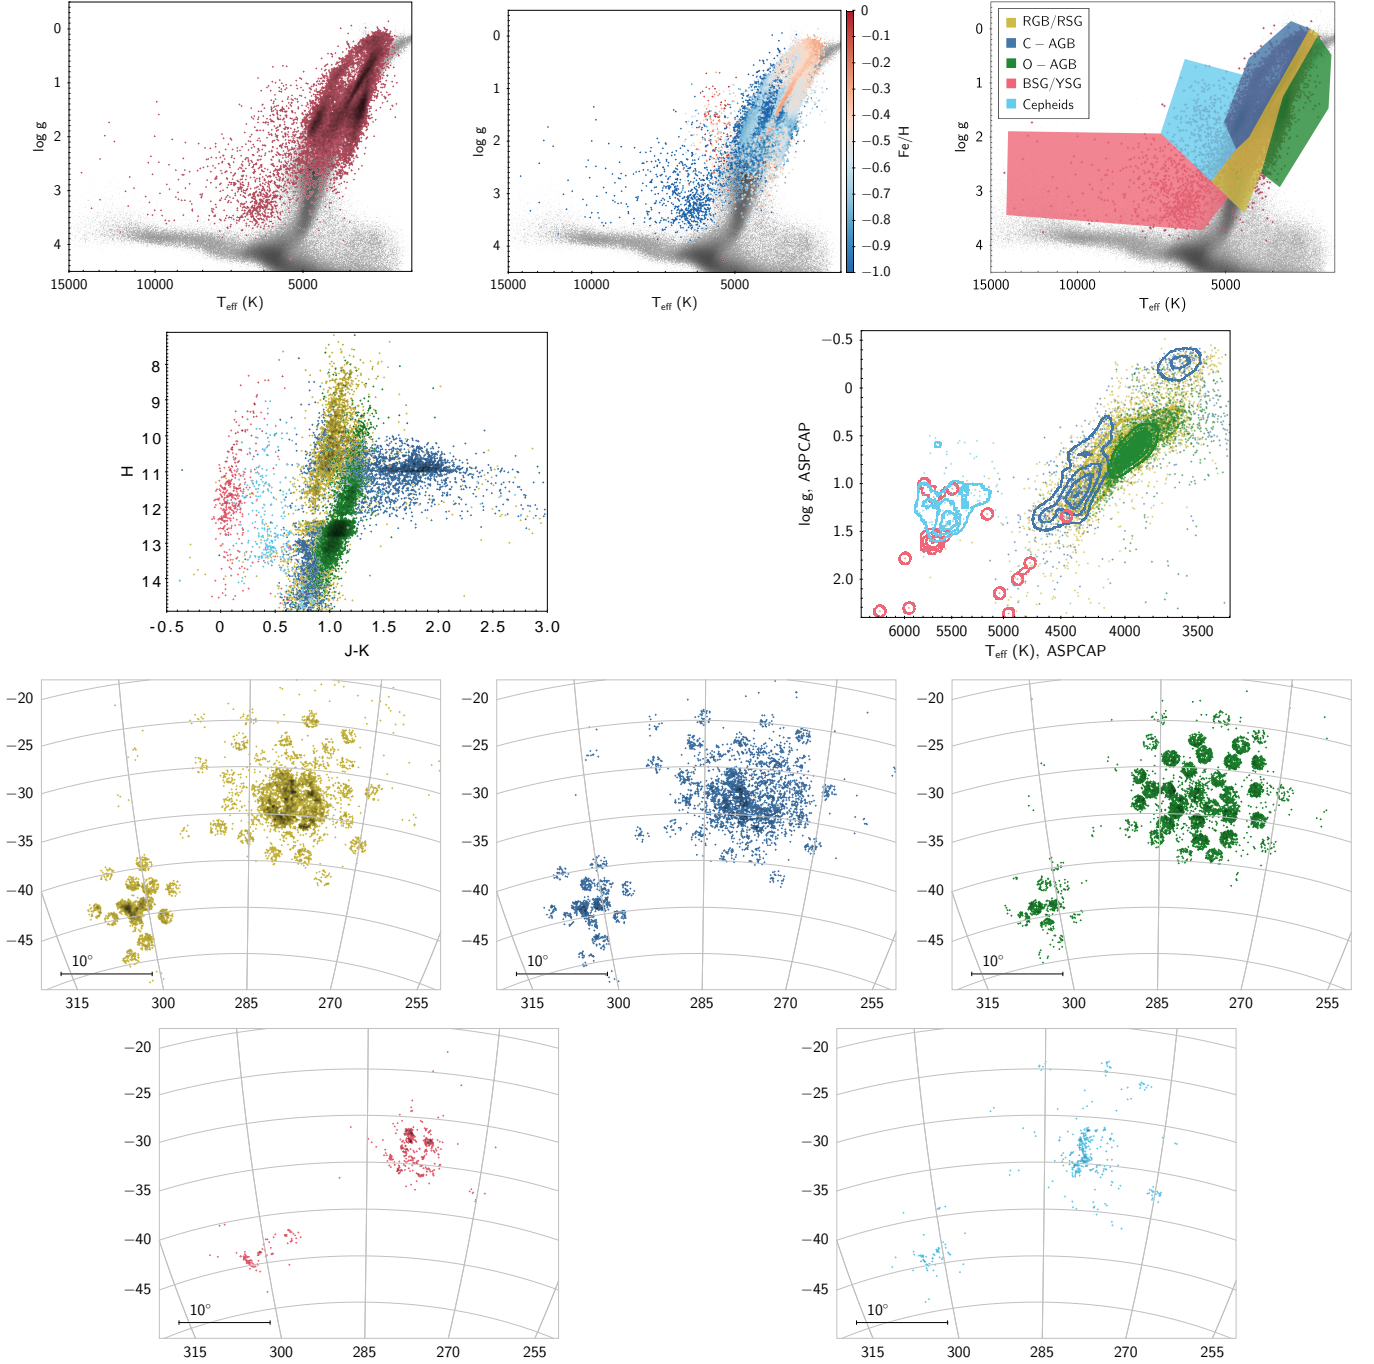 0
1
2
3
4
log g
15000 10000 5000
T_eff (K)
0
1
2
3
4
log g
15000 10000 5000
T_eff (K)
0
−0.1
−0.2
−0.3
−0.4
−0.5
−0.6
−0.7
−0.8
−0.9
−1.0
Fe/H
RGB/RSG
C − AGB
O − AGB
BSG/YSG
Cepheids
0
1
2
3
4
log g
15000 10000 5000
T_eff (K)
8
9
10
11
12
13
14
H
-0.5 0 0.5 1.0 1.5 2.0 2.5 3.0
J-K
−0.5
0
0.5
1.0
1.5
2.0
log g, ASPCAP
6000 5500 5000 4500 4000 3500
T_eff (K), ASPCAP
−20
−25
−30
−35
−40
−45
10°
315 300 285 270 255
−20
−25
−30
−35
−40
−45
10°
315 300 285 270 255
−20
−25
−30
−35
−40
−45
10°
315 300 285 270 255
−20
−25
−30
−35
−40
−45
10°
315 300 285 270 255
−20
−25
−30
−35
−40
−45
10°
315 300 285 270 255